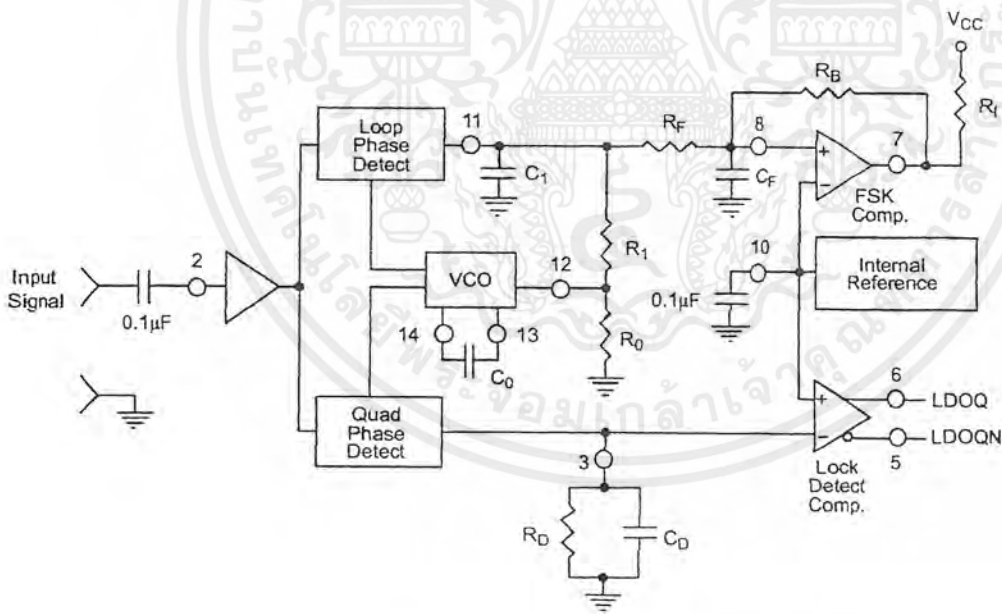 VCC
RB
RL
11
Loop
Phase
Detect
RF
8
7
C1
CF
FSK
Comp.
R1
10
Internal
Reference
2
Input
Signal
0.1µF
VCO
12
0.1µF
14
13
C0
R0
6
LDOQ
Quad
Phase
Detect
3
5
LDOQN
Lock
Detect
Comp.
RD
CD